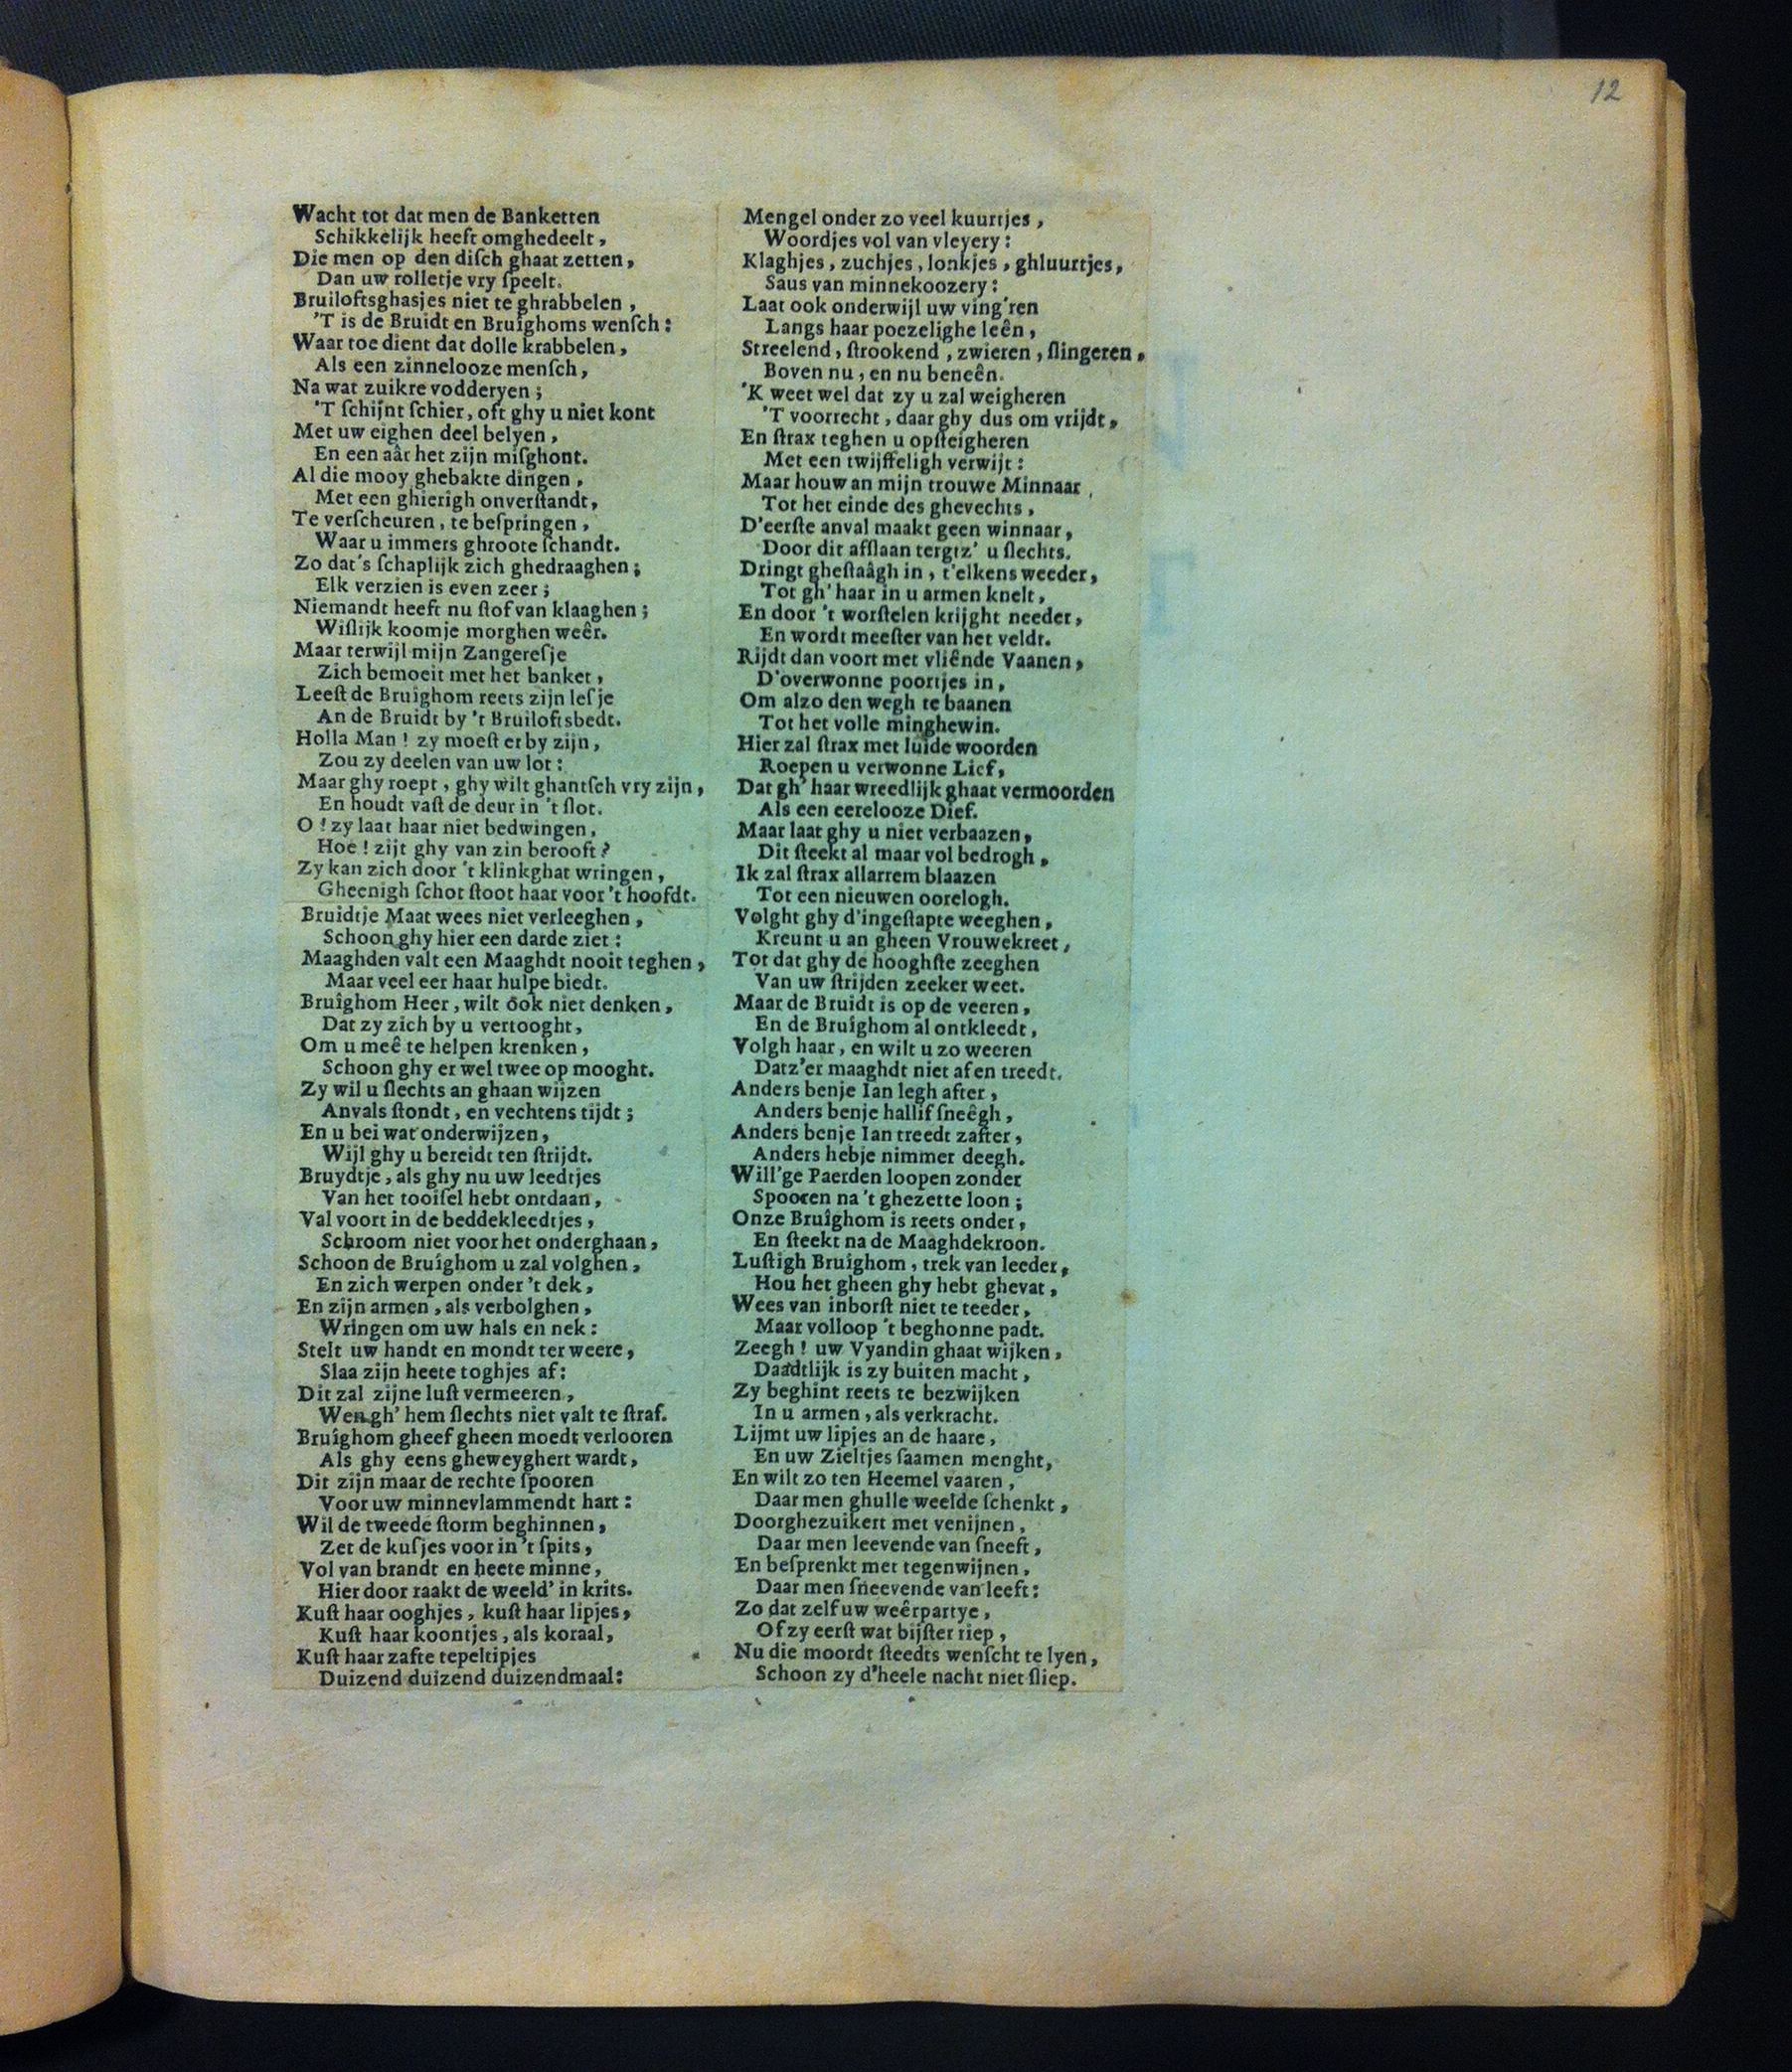 12
Wacht tot dat men de Banketten
Schikkelijk heeft omghedeelt,
Die men op den diſch ghaat zetten,
Dan uw rolletje vry ſpeelt.
Bruiloftsghasjes niet te ghrabbelen,
'T is de Bruidt en Bruîghoms wenſch:
Waar toe dient dat dolle krabbelen,
Als een zinnelooze menſch,
Na wat zuikre vodderyen;
'T ſchijnt ſchier, oft ghy u niet kont
Met uw eighen deel belyen,
En een aâr het zijn miſghont.
Al die mooy ghebakte dingen,
Met een ghierigh onverſtandt,
Te verſcheuren, te beſpringen,
Waar u immers ghroote ſchandt.
Zo dat's ſchaplijk zich ghedraaghen;
Elk verzien is even zeer;
Niemandt heeft nu ſtof van klaaghen;
Wiſlijk koomje morghen weêr.
Maar terwijl mijn Zangereſje
Zich bemoeit met het banket,
Leeſt de Bruîghom reets zijn leſje
An de Bruidt by 't Bruiloftsbedt.
Holla Man! zy moeſt er by zijn,
Zou zy deelen van uw lot:
Maar ghy roept, ghy wilt ghantſch vry zijn,
En houdt vaſt de deur in 't ſlot.
O! zy laat haar niet bedwingen,
Hoe! zijt ghy van zin berooft?
Zy kan zich door 't klinkghat wringen,
Gheenigh ſchot ſtoot haar voor 't hoofdt.
Bruidtje Maat wees niet verleeghen,
Schoon ghy hier een darde ziet:
Maaghden valt een Maaghdt nooit teghen,
Maar veel eer haar hulpe biedt.
Bruîghom Heer, wilt ôok niet denken,
Dat zy zich by u vertooght,
Om u meê te helpen krenken,
Schoon ghy er wel twee op mooght.
Zy wil u ſlechts an ghaan wijzen
Anvals ſtondt, en vechtens tijdt;
En u bei wat onderwijzen,
Wijl ghy u bereidt ten ſtrijdt.
Bruydtje, als ghy nu uw leedtjes
Van het tooiſel hebt ontdaan,
Val voort in de beddekleedtjes,
Schroom niet voor het onderghaan,
Schoon de Bruîghom u zal volghen,
En zich werpen onder 't dek,
En zijn armen, als verbolghen,
Wringen om uw hals en nek:
Stelt uw handt en mondt ter weere,
Slaa zijn heete toghjes af:
Dit zal zijne luſt vermeeren,
Wen gh' hem ſlechts niet valt te ſtraf.
Bruîghom gheef gheen moedt verlooren
Als ghy eens gheweyghert wardt,
Dit zijn maar de rechte ſpooren
Voor uw minnevlammendt hart:
Wil de tweede ſtorm beghinnen,
Zet de kuſjes voor in 't ſpits,
Vol van brandt en heete minne,
Hier door raakt de weeld' in krits.
Kuſt haar ooghjes, kuſt haar lipjes,
Kuſt haar koontjes, als koraal,
Kuſt haar zafte tepeltipjes
Duizend duizend duizendmaal:
Mengel onder zo veel kuurtjes,
Woordjes vol van vleyery:
Klaghjes, zuchjes, lonkjes, ghluurtjes,
Saus van minnekoozery:
Laat ook onderwijl uw ving'ren
Langs haar poezelighe leên,
Streelend, ſtrookend, zwieren, ſlingeren,
Boven nu, en nu beneên.
'K weet wel dat zy u zal weigheren
'T voorrecht, daar ghy dus om vrijdt,
En ſtrax teghen u opſteigheren
Met een twijffeligh verwijt:
Maar houw an mijn trouwe Minnaar,
Tot het einde des ghevechts,
D'eerſte anval maakt geen winnaar,
Door dit afſlaan tergtz' u ſlechts.
Dringt gheſtaâgh in, t'elkens weeder,
Tot gh' haar in u armen knelt,
En door 't worſtelen krijght needer,
En wordt meeſter van het veldt.
Rijdt dan voort met vliênde Vaanen,
D'overwonne poortjes in,
Om alzo den wegh te baanen
Tot het volle minghewin.
Hier zal ſtrax met luide woorden
Roepen u verwonne Lief,
Dat gh' haar wreedlijk ghaat vermoorden
Als een eerelooze Dief.
Maar laat ghy u niet verbaazen,
Dit ſteekt al maar vol bedrogh,
Ik zal ſtrax allarrem blaazen
Tot een nieuwen oorelogh.
Volght ghy d'ingeſtapte weeghen,
Kreunt u an gheen Vrouwekreet,
Tot dat ghy de hooghſte zeeghen
Van uw ſtrijden zeeker weet.
Maar de Bruidt is op de veeren,
En de Bruîghom al ontkleedt,
Volgh haar, en wilt u zo weeren
Datz'er maaghdt niet af en treedt.
Anders benje Ian legh after,
Anders benje hallif ſneêgh,
Anders benje Ian treedt zafter,
Anders hebje nimmer deegh.
Will'ge Paerden loopen zonder
Spooren na 't ghezette loon;
Onze Bruîghom is reets onder,
En ſteekt na de Maaghdekroon.
Luſtigh Bruîghom, trek van leeder,
Hou het gheen ghy hebt ghevat,
Wees van inborſt niet te teeder,
Maar volloop 't beghonne padt.
Zeegh! uw Vyandin ghaat wijken,
Daadtlijk is zy buiten macht,
Zy beghint reets te bezwijken
In u armen, als verkracht.
Lijmt uw lipjes an de haare,
En uw Zieltjes ſaamen menght,
En wilt zo ten Heemel vaaren,
Daar men ghulle weelde ſchenkt,
Doorghezuikert met venijnen,
Daar men leevende van ſneeft,
En beſprenkt met tegenwijnen,
Daar men ſneevende van leeft:
Zo dat zelf uw weêrpartye,
Of zy eerſt wat bijſter riep,
Nu die moordt ſteedts wenſcht te lyen,
Schoon zy d'heele nacht niet ſliep.